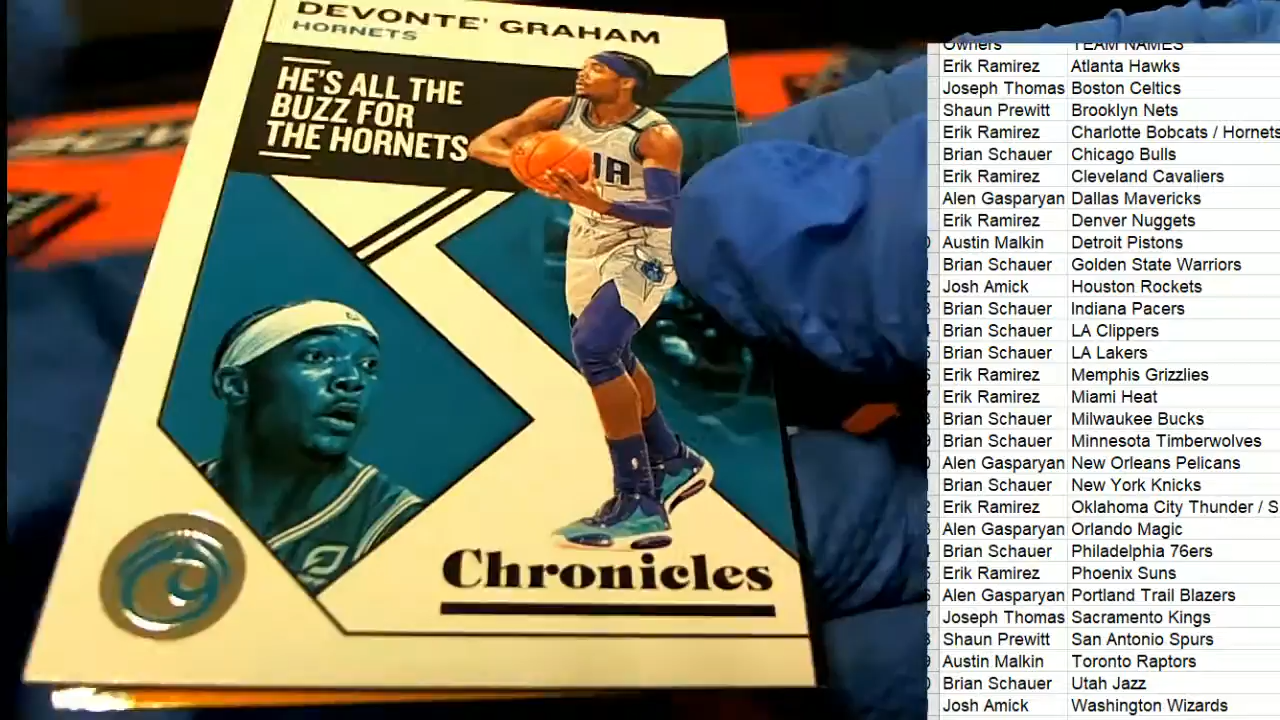 DEVONTE' GRAHAM
HORNETS
HE'S ALL THE
BUZZ FOR
THE HORNETS
Chronicles
Owners TEAM NAMES
Erik Ramirez Atlanta Hawks
Joseph Thomas Boston Celtics
Shaun Prewitt Brooklyn Nets
Erik Ramirez Charlotte Bobcats / Hornets
Brian Schauer Chicago Bulls
Erik Ramirez Cleveland Cavaliers
Alen Gasparyan Dallas Mavericks
Erik Ramirez Denver Nuggets
Austin Malkin Detroit Pistons
Brian Schauer Golden State Warriors
Josh Amick Houston Rockets
Brian Schauer Indiana Pacers
Brian Schauer LA Clippers
Brian Schauer LA Lakers
Erik Ramirez Memphis Grizzlies
Erik Ramirez Miami Heat
Brian Schauer Milwaukee Bucks
Brian Schauer Minnesota Timberwolves
Alen Gasparyan New Orleans Pelicans
Brian Schauer New York Knicks
Erik Ramirez Oklahoma City Thunder / S
Alen Gasparyan Orlando Magic
Brian Schauer Philadelphia 76ers
Erik Ramirez Phoenix Suns
Alen Gasparyan Portland Trail Blazers
Joseph Thomas Sacramento Kings
Shaun Prewitt San Antonio Spurs
Austin Malkin Toronto Raptors
Brian Schauer Utah Jazz
Josh Amick Washington Wizards